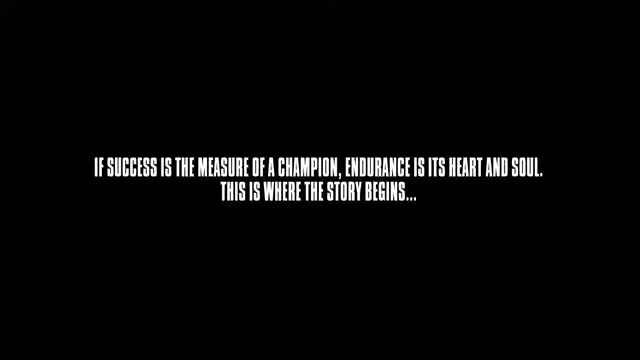 IF SUCCESS IS THE MEASURE OF A CHAMPION, ENDURANCE IS ITS HEART AND SOUL.
THIS IS WHERE THE STORY BEGINS...